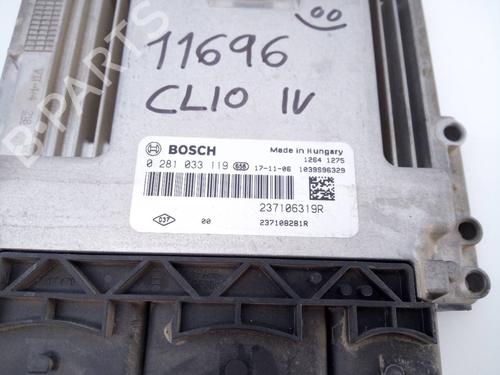 11696
CLIO IV
BOSCH
Made in Hungary
0 281 033 119 658 17-11-06
1264 1275
1039S96329
237106319R
00
237108281R